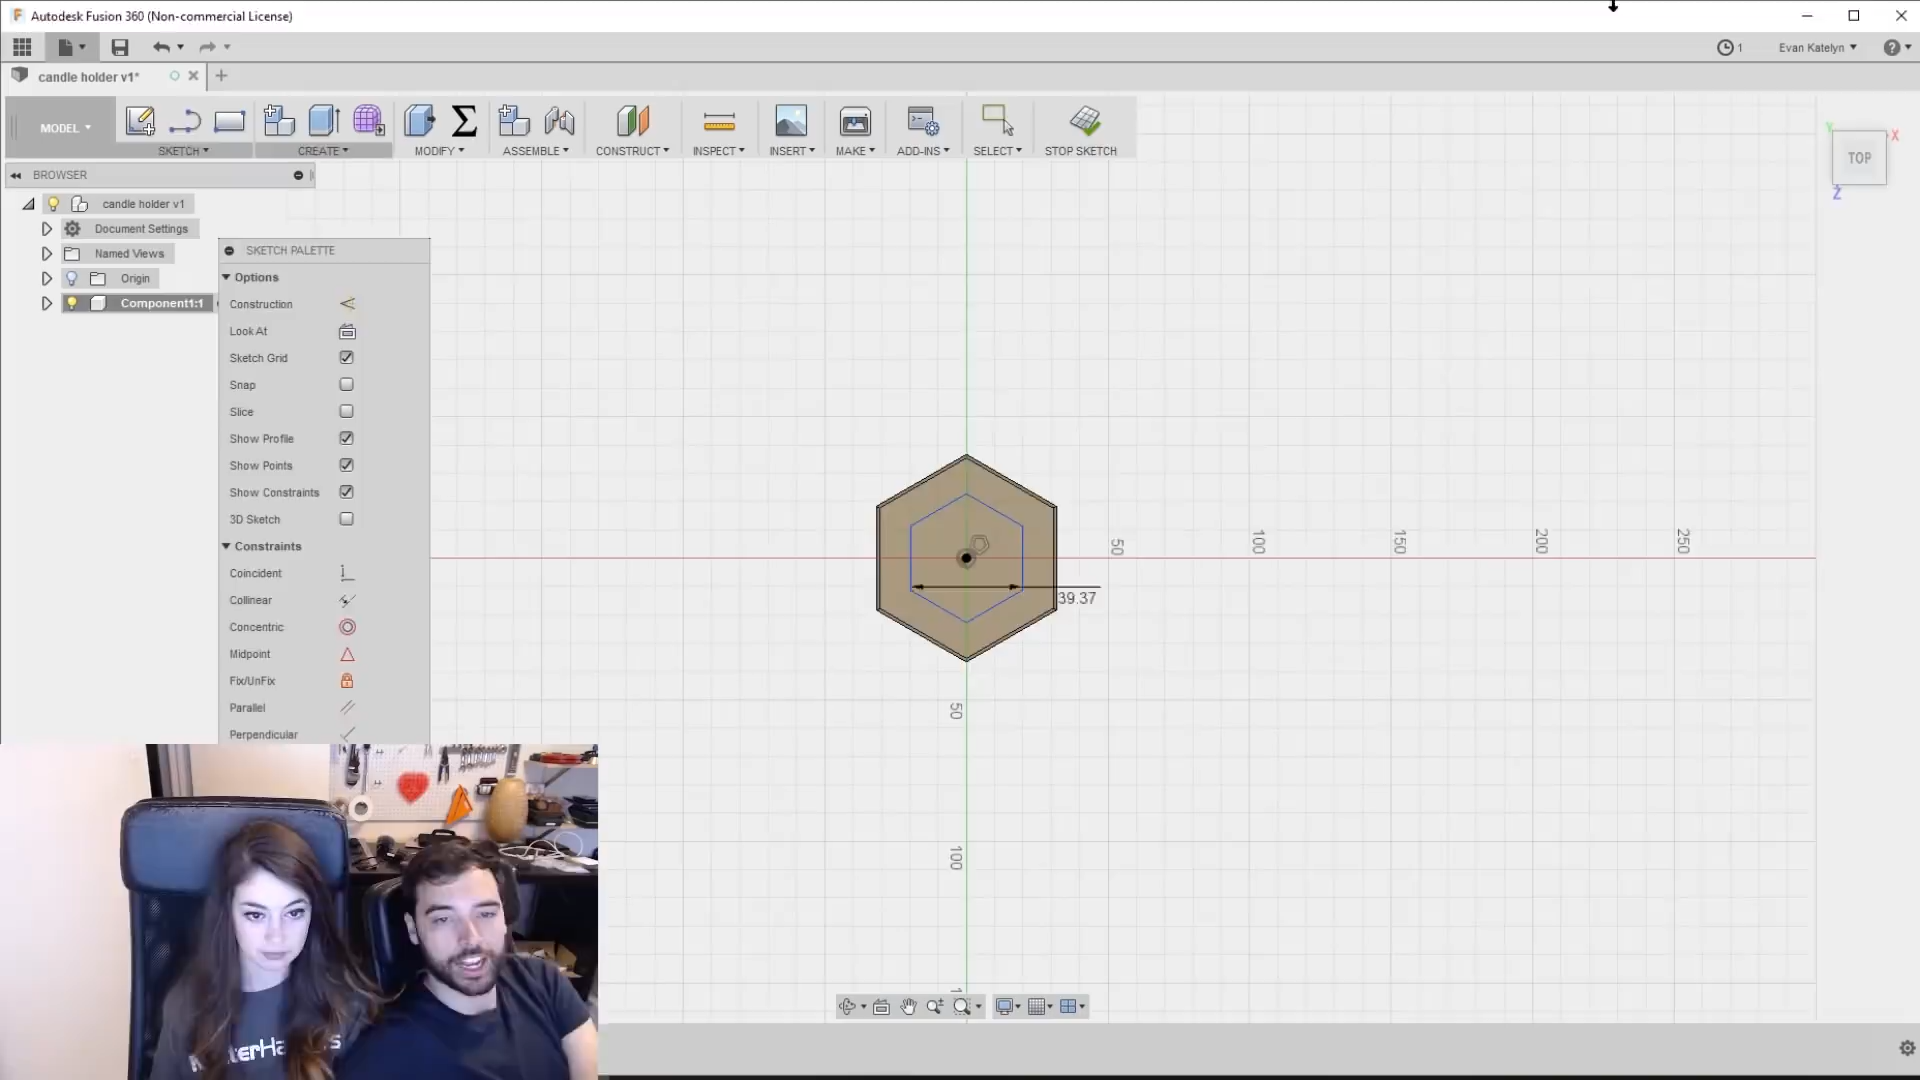 Autodesk Fusion 360 (Non-commercial License)
1
Evan Katelyn
candle holder v1*
MODEL
SKETCH
CREATE
MODIFY
ASSEMBLE
CONSTRUCT
INSPECT
INSERT
MAKE
ADD-INS
SELECT
STOP SKETCH
BROWSER
candle holder v1
Document Settings
Named Views
Origin
Component1:1
SKETCH PALETTE
Options
Construction
Look At
Sketch Grid
Snap
Slice
Show Profile
Show Points
Show Constraints
3D Sketch
Constraints
Coincident
Collinear
Concentric
Midpoint
Fix/UnFix
Parallel
Perpendicular
TOP
X
Y
Z
50
100
150
200
250
39.37
50
100